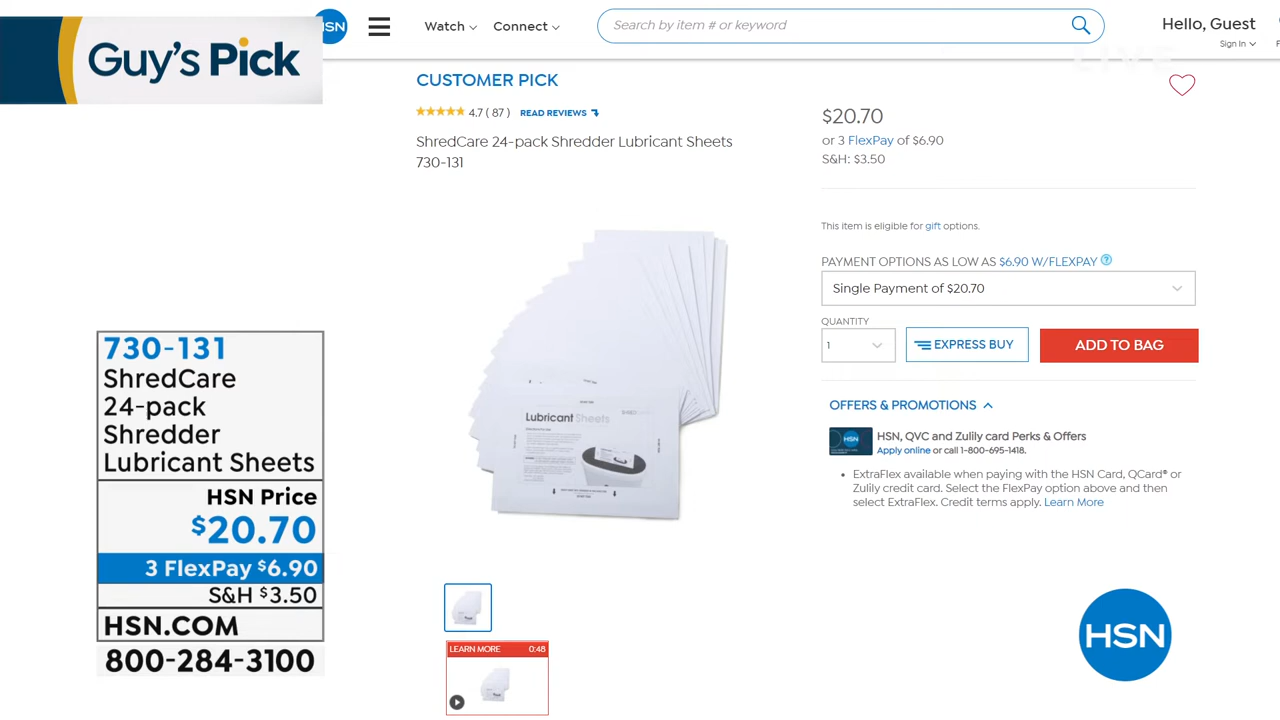 Guy's Pick
HSN
Watch
Connect
Search by item # or keyword
Hello, Guest
Sign In
LIVE
CUSTOMER PICK
4.7 ( 87 ) READ REVIEWS
ShredCare 24-pack Shredder Lubricant Sheets
730-131
$20.70
or 3 FlexPay of $6.90
S&H: $3.50
This item is eligible for gift options.
PAYMENT OPTIONS AS LOW AS $6.90 W/FLEXPAY ?
Single Payment of $20.70
QUANTITY
1
EXPRESS BUY
ADD TO BAG
OFFERS & PROMOTIONS
HSN
HSN, QVC and Zulily card Perks & Offers
Apply online or call 1-800-695-1418.
• ExtraFlex available when paying with the HSN Card, QCard® or
Zulily credit card. Select the FlexPay option above and then
select ExtraFlex. Credit terms apply. Learn More
Lubricant Sheets
730-131
ShredCare
24-pack
Shredder
Lubricant Sheets
HSN Price
$20.70
3 FlexPay $6.90
S&H $3.50
HSN.COM
800-284-3100
LEARN MORE 0:48
HSN